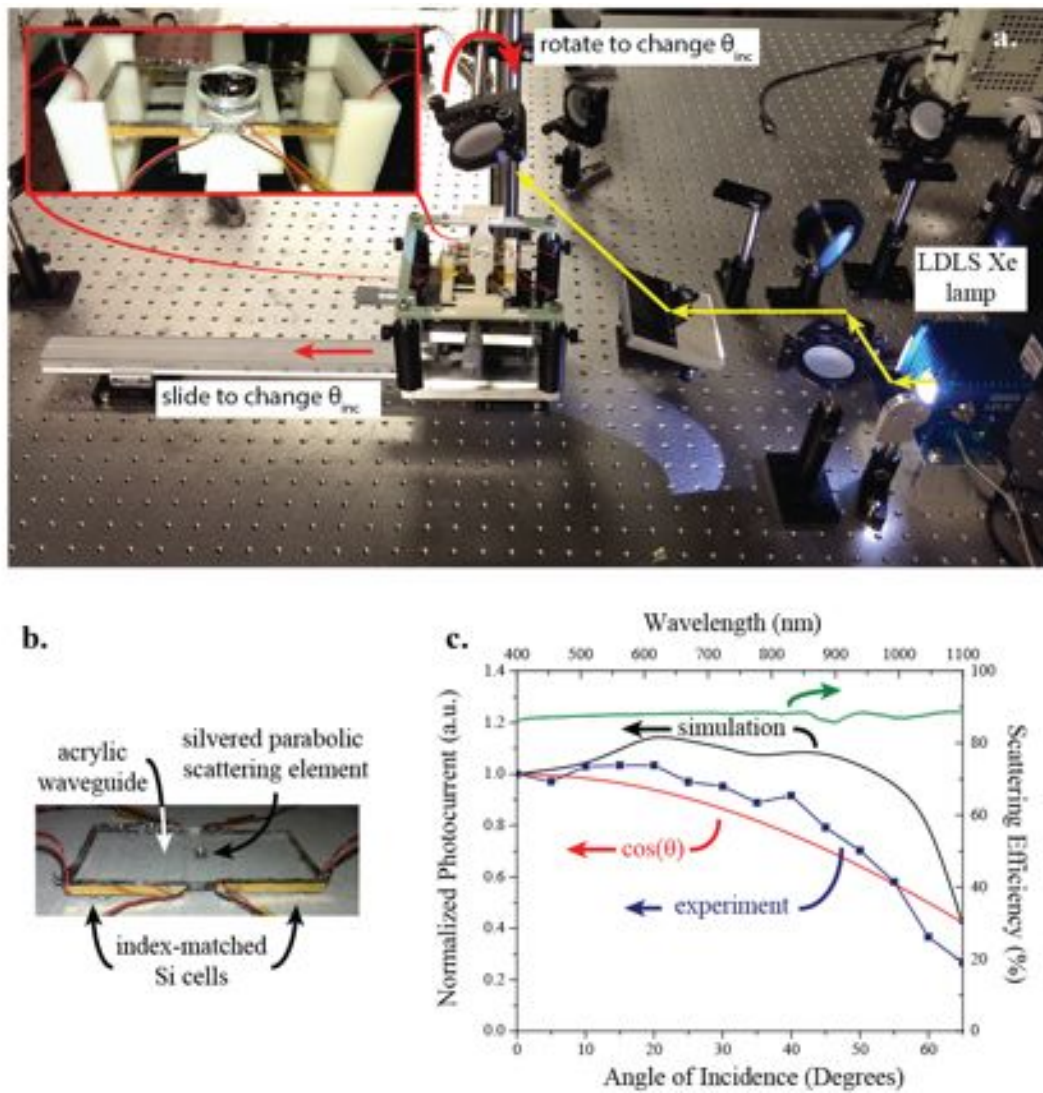 a.
rotate to change θinc
LDLS Xe
lamp
slide to change θinc
b.
acrylic
waveguide
silvered parabolic
scattering element
index-matched
Si cells
c.
Wavelength (nm)
400 500 600 700 800 900 1000 1100
Normalized Photocurrent (a.u.)
1.4
1.2
1.0
0.8
0.6
0.4
0.2
0.0
simulation
cos(θ)
experiment
100
80
60
40
20
0
Scattering Efficiency (%)
0 10 20 30 40 50 60
Angle of Incidence (Degrees)